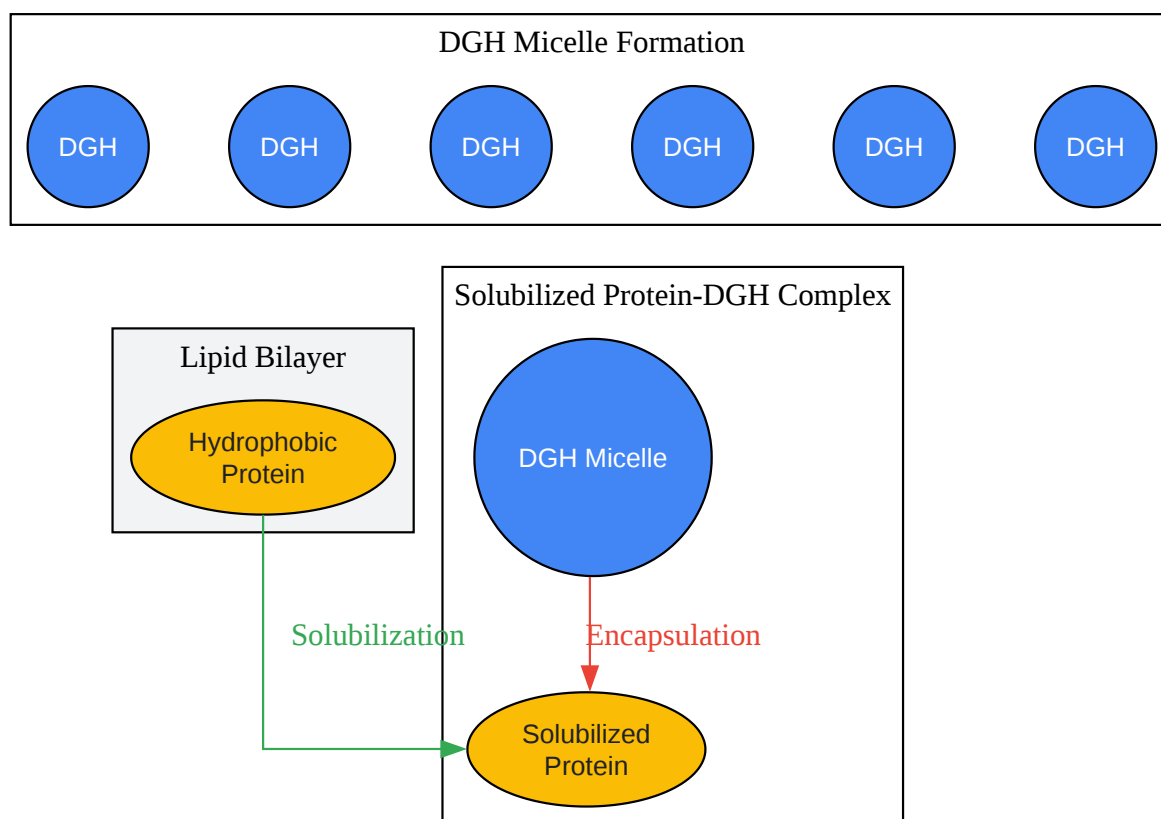 DGH Micelle Formation
DGH
DGH
DGH
DGH
DGH
DGH
Solubilized Protein-DGH Complex
Lipid Bilayer
Hydrophobic
Protein
DGH Micelle
Solubilization
Encapsulation
Solubilized
Protein